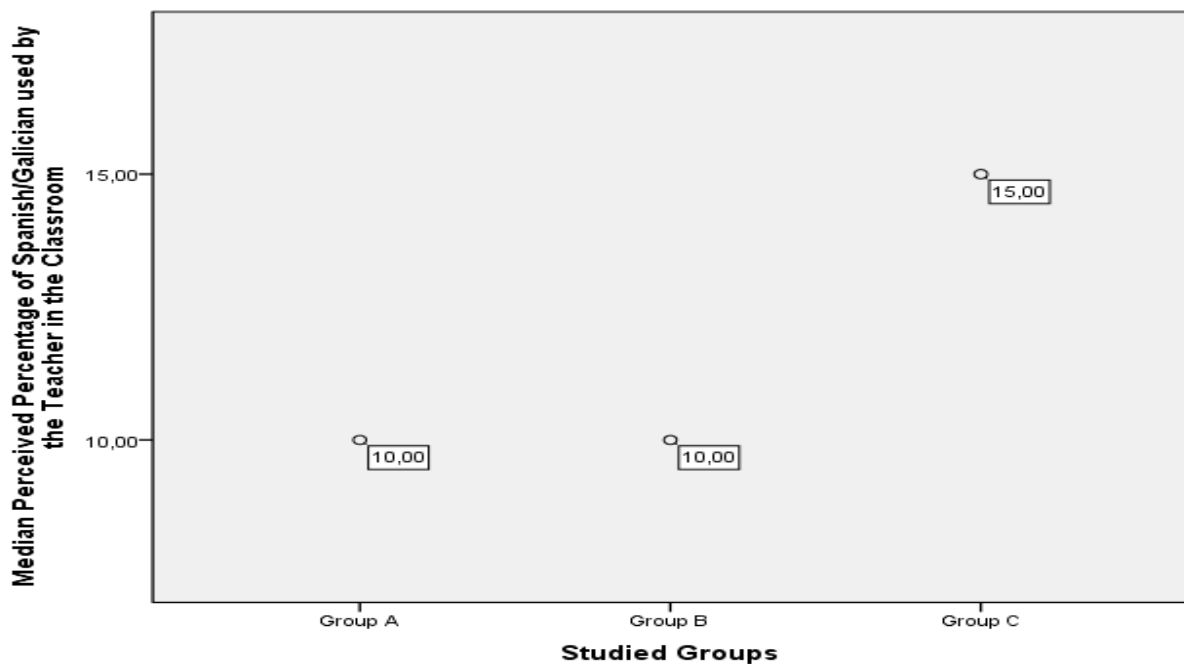 Median Perceived Percentage of Spanish/Galician used by
the Teacher in the Classroom
15,00
10,00
15,00
10,00
10,00
Group A
Group B
Group C
Studied Groups